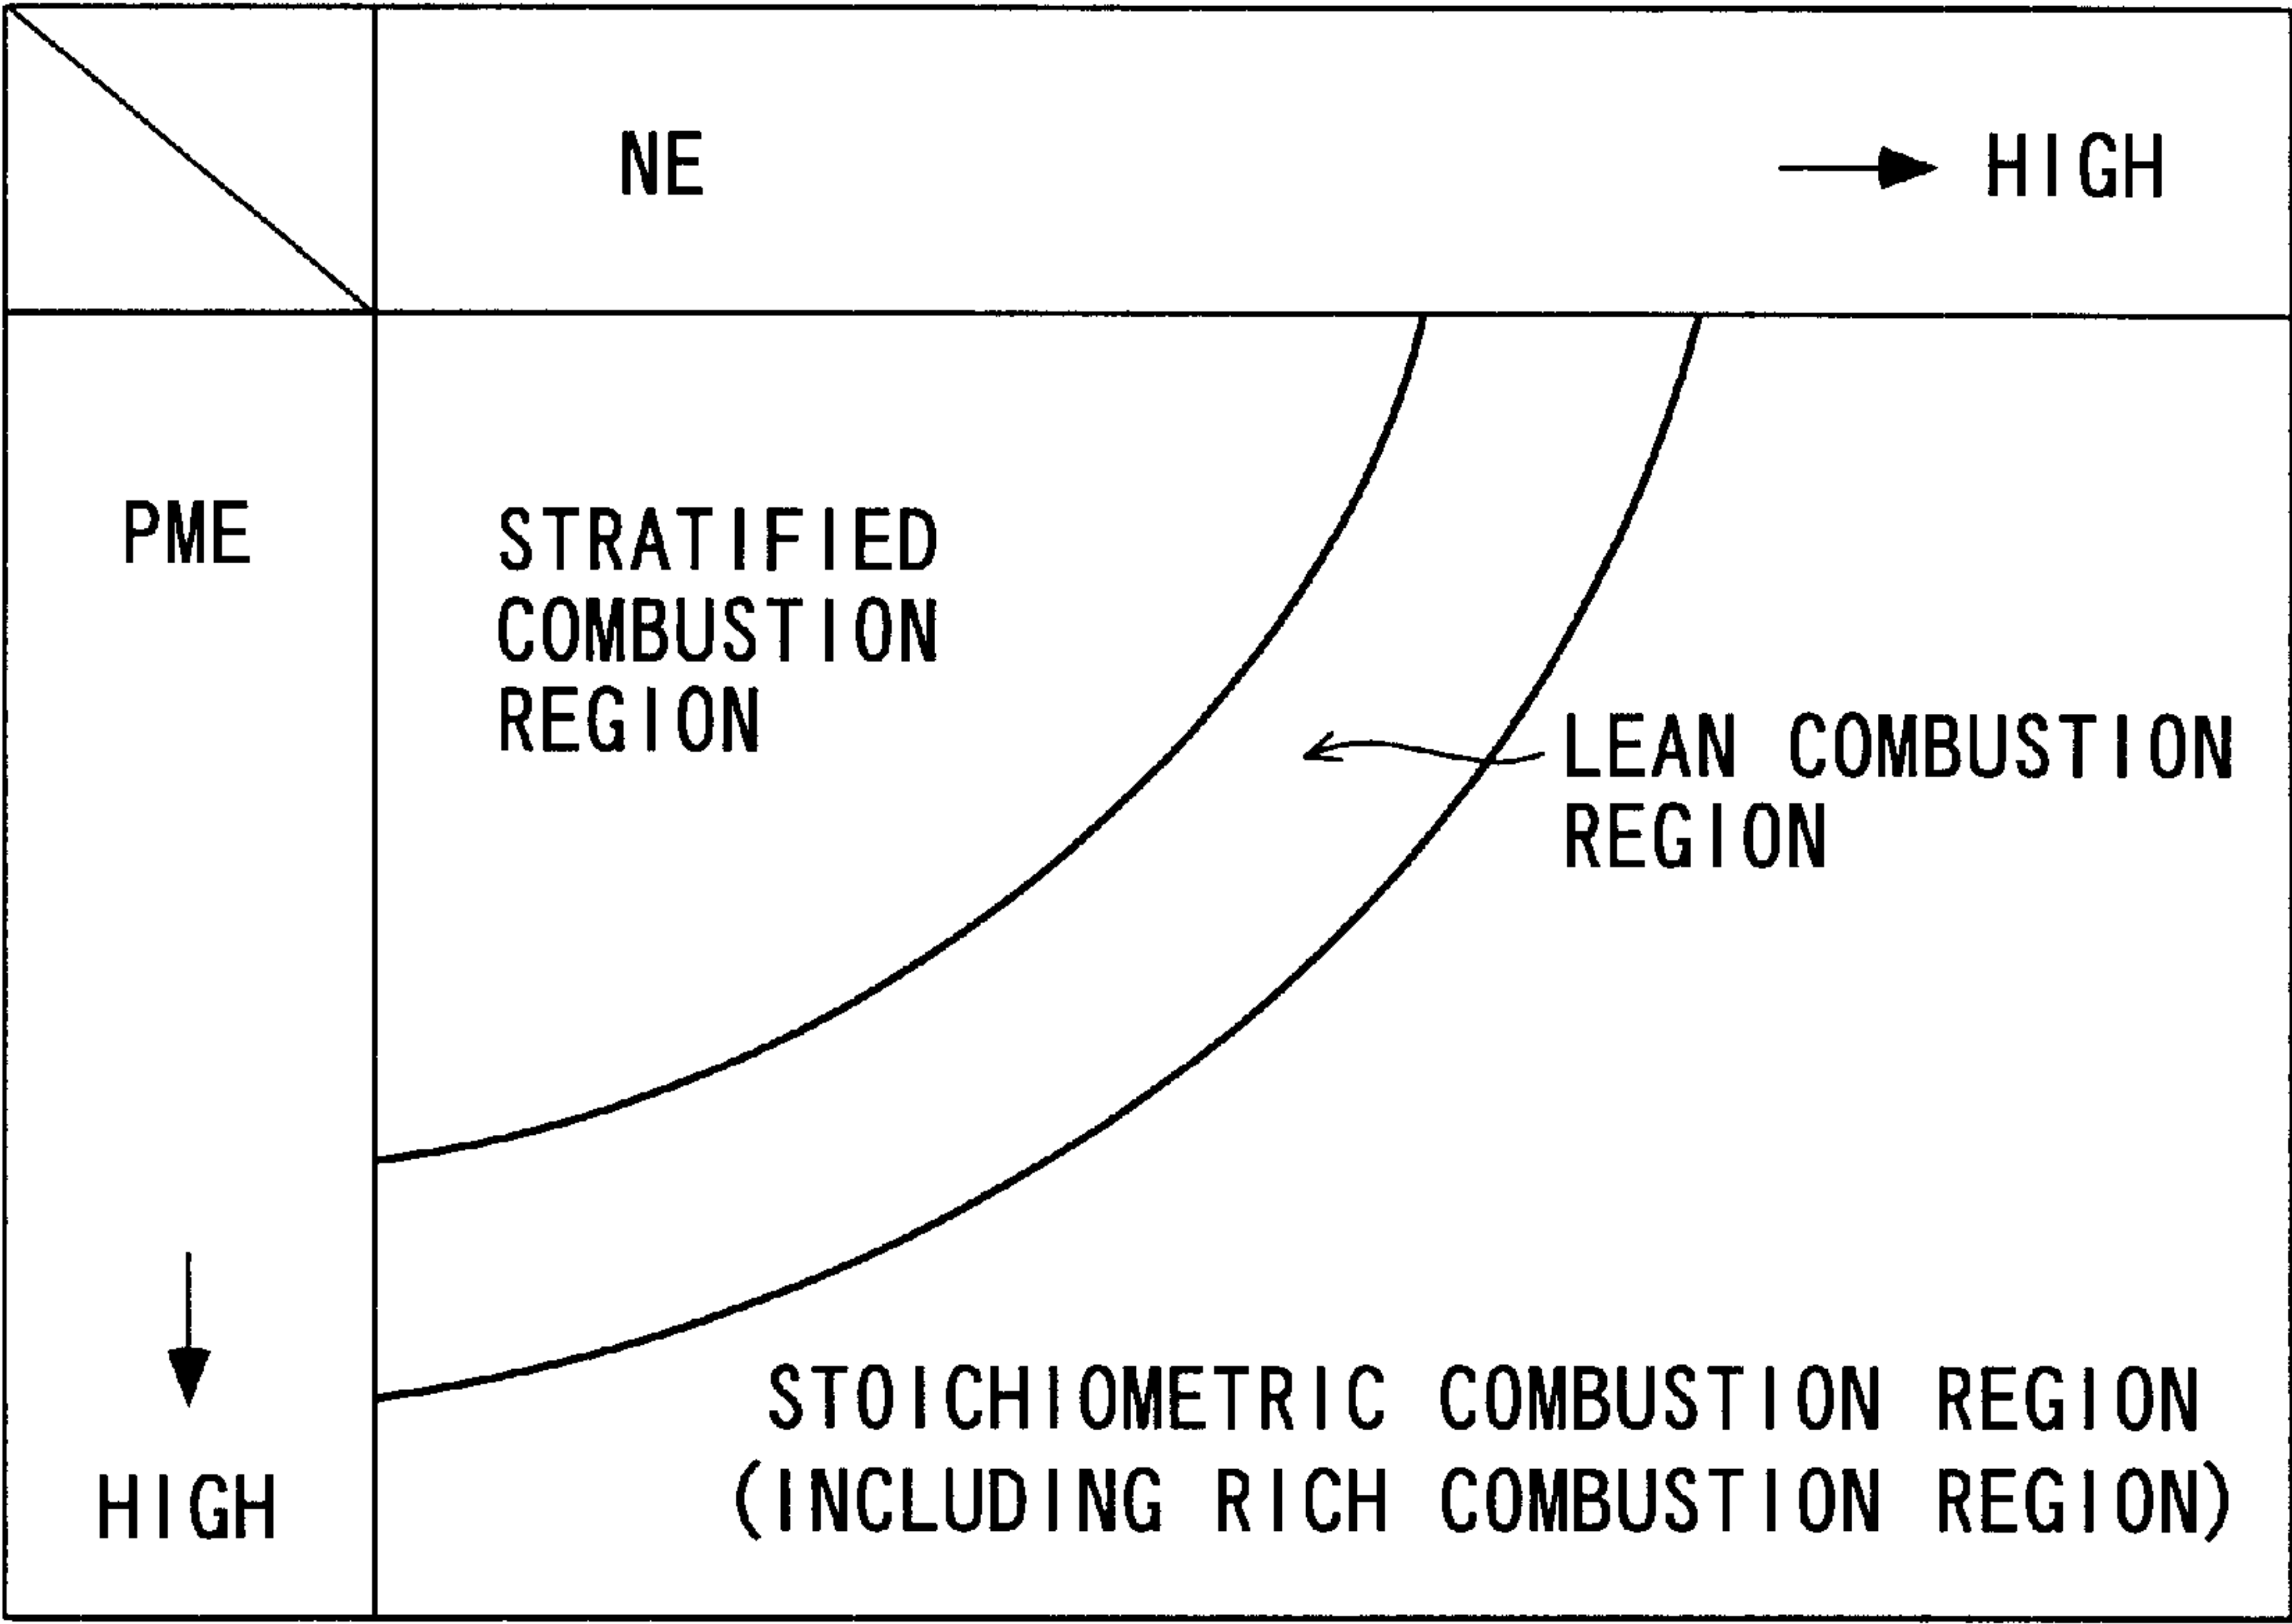 NE
HIGH
PME
STRATIFIED
COMBUSTION
REGION
LEAN COMBUSTION
REGION
HIGH
STOICHIOMETRIC COMBUSTION REGION
(INCLUDING RICH COMBUSTION REGION)